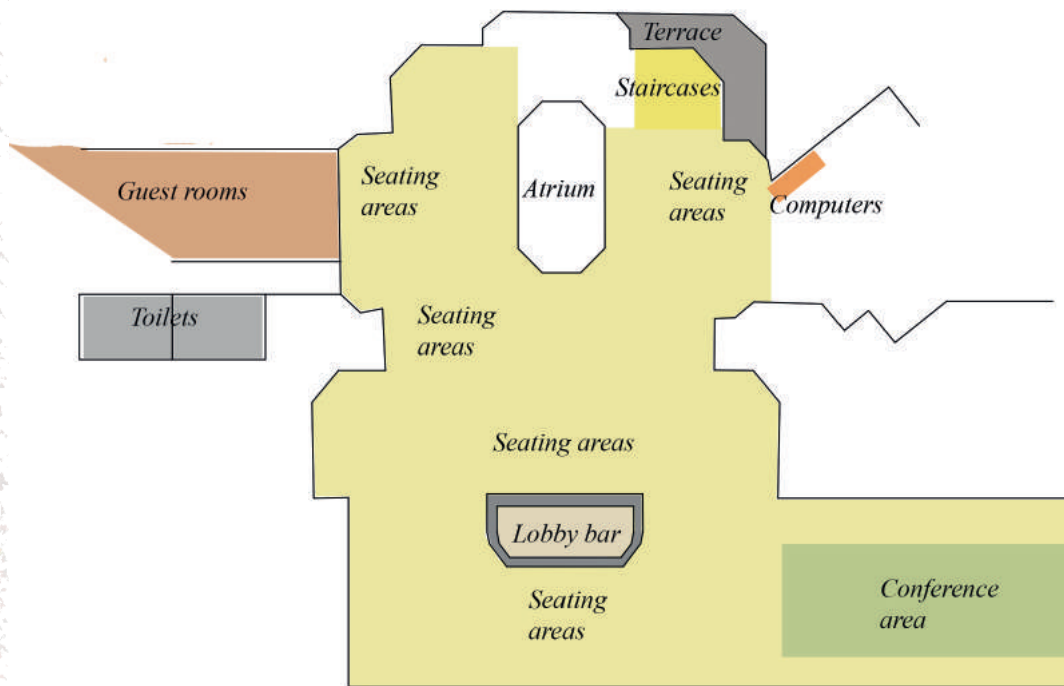 Terrace
Staircases
Guest rooms
Seating
areas
Atrium
Seating
areas
Computers
Toilets
Seating
areas
Seating areas
Lobby bar
Seating
areas
Conference
area